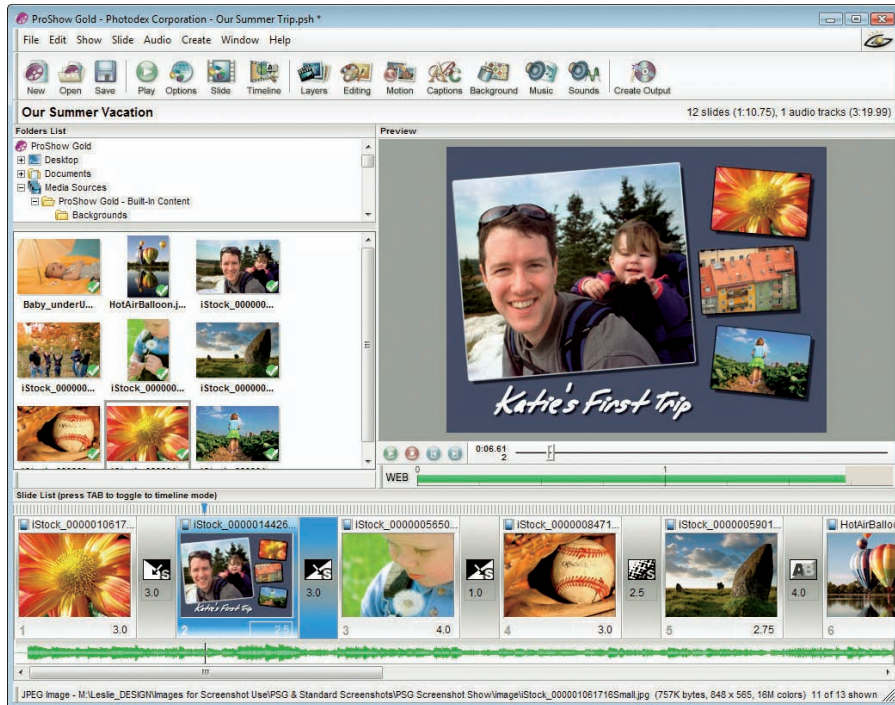 ProShow Gold - Photodex Corporation - Our Summer Trip.psh *
File Edit Show Slide Audio Create Window Help
New Open Save Play Options Slide Timeline Layers Editing Motion Captions Background Music Sounds Create Output
Our Summer Vacation 12 slides (1:10.75), 1 audio tracks (3:19.99)
Folders List
ProShow Gold
Desktop
Documents
Media Sources
ProShow Gold - Built-In Content
Backgrounds
Baby_underU... HotAirBalloon.j... iStock_000000...
iStock_000000... iStock_000000... iStock_000000...
Preview
Katie's First Trip
0:06.61
2
WEB 0 1
Slide List (press TAB to toggle to timeline mode)
iStock_0000010617... iStock_0000014426... iStock_0000005650... iStock_0000008471... iStock_0000005901... HotAirBalloo
S S S S AB
3.0 3.0 1.0 2.5 4.0
Katie's First Trip
1 3.0 2 2.5 3 4.0 4 3.0 5 2.75 6
JPEG Image - M:\Leslie_DESIGN\Images for Screenshot Use\PSG & Standard Screenshots\PSG Screenshot Show\image\iStock_000001061716Small.jpg (757K bytes, 848 x 565, 16M colors) 11 of 13 shown